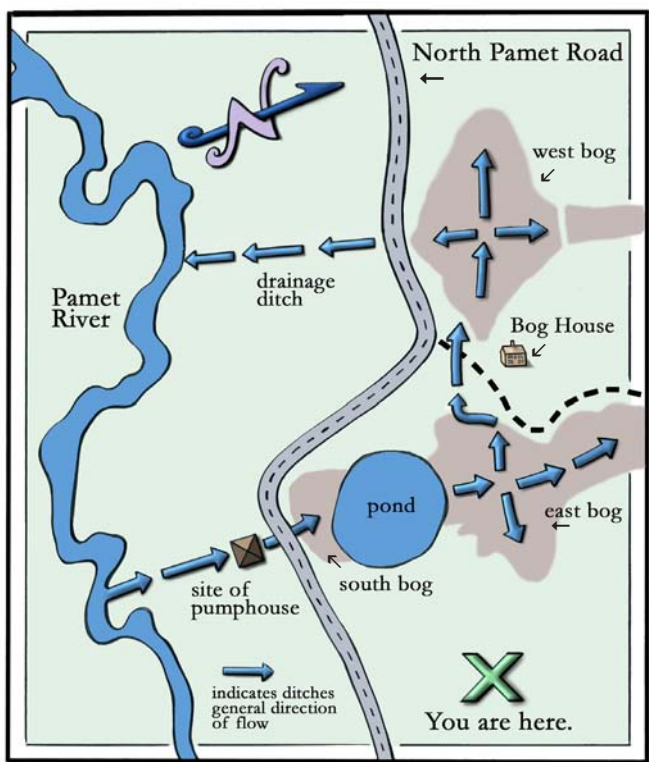 North Pamet Road
N
west bog
drainage
ditch
Pamet
River
Bog House
pond
east bog
south bog
site of
pumphouse
indicates ditches
general direction
of flow
X
You are here.